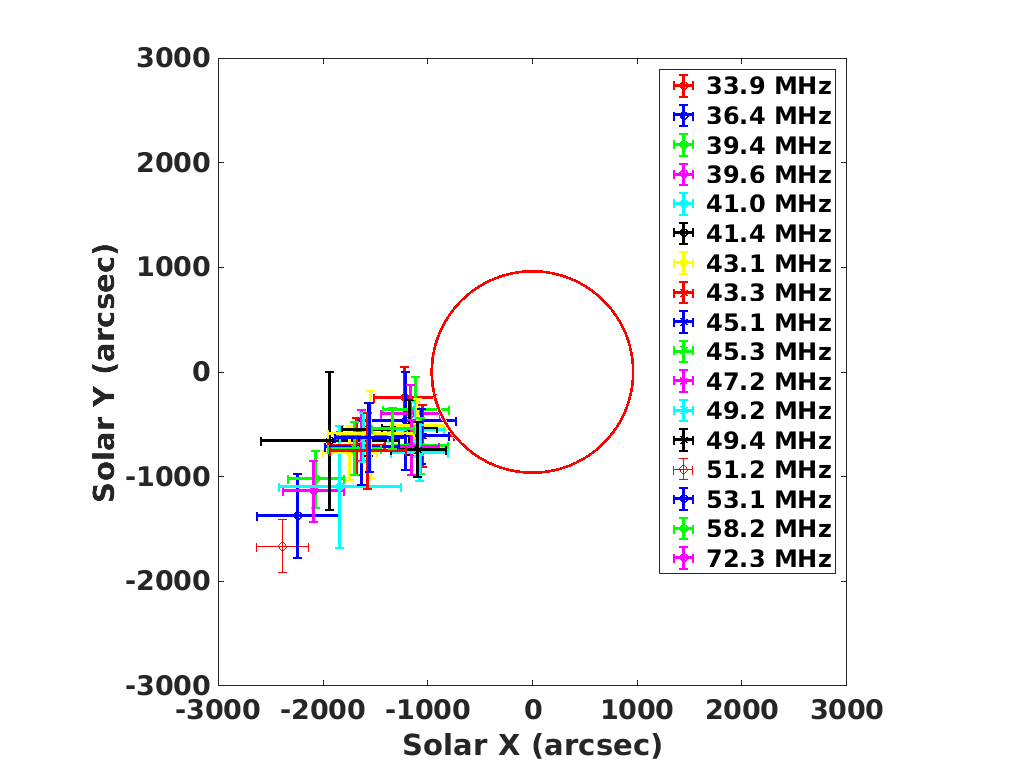 3000
2000
1000
0
-1000
-2000
-3000
Solar Y (arcsec)
-3000 -2000 -1000 0 1000 2000 3000
Solar X (arcsec)
33.9 MHz
36.4 MHz
39.4 MHz
39.6 MHz
41.0 MHz
41.4 MHz
43.1 MHz
43.3 MHz
45.1 MHz
45.3 MHz
47.2 MHz
49.2 MHz
49.4 MHz
51.2 MHz
53.1 MHz
58.2 MHz
72.3 MHz